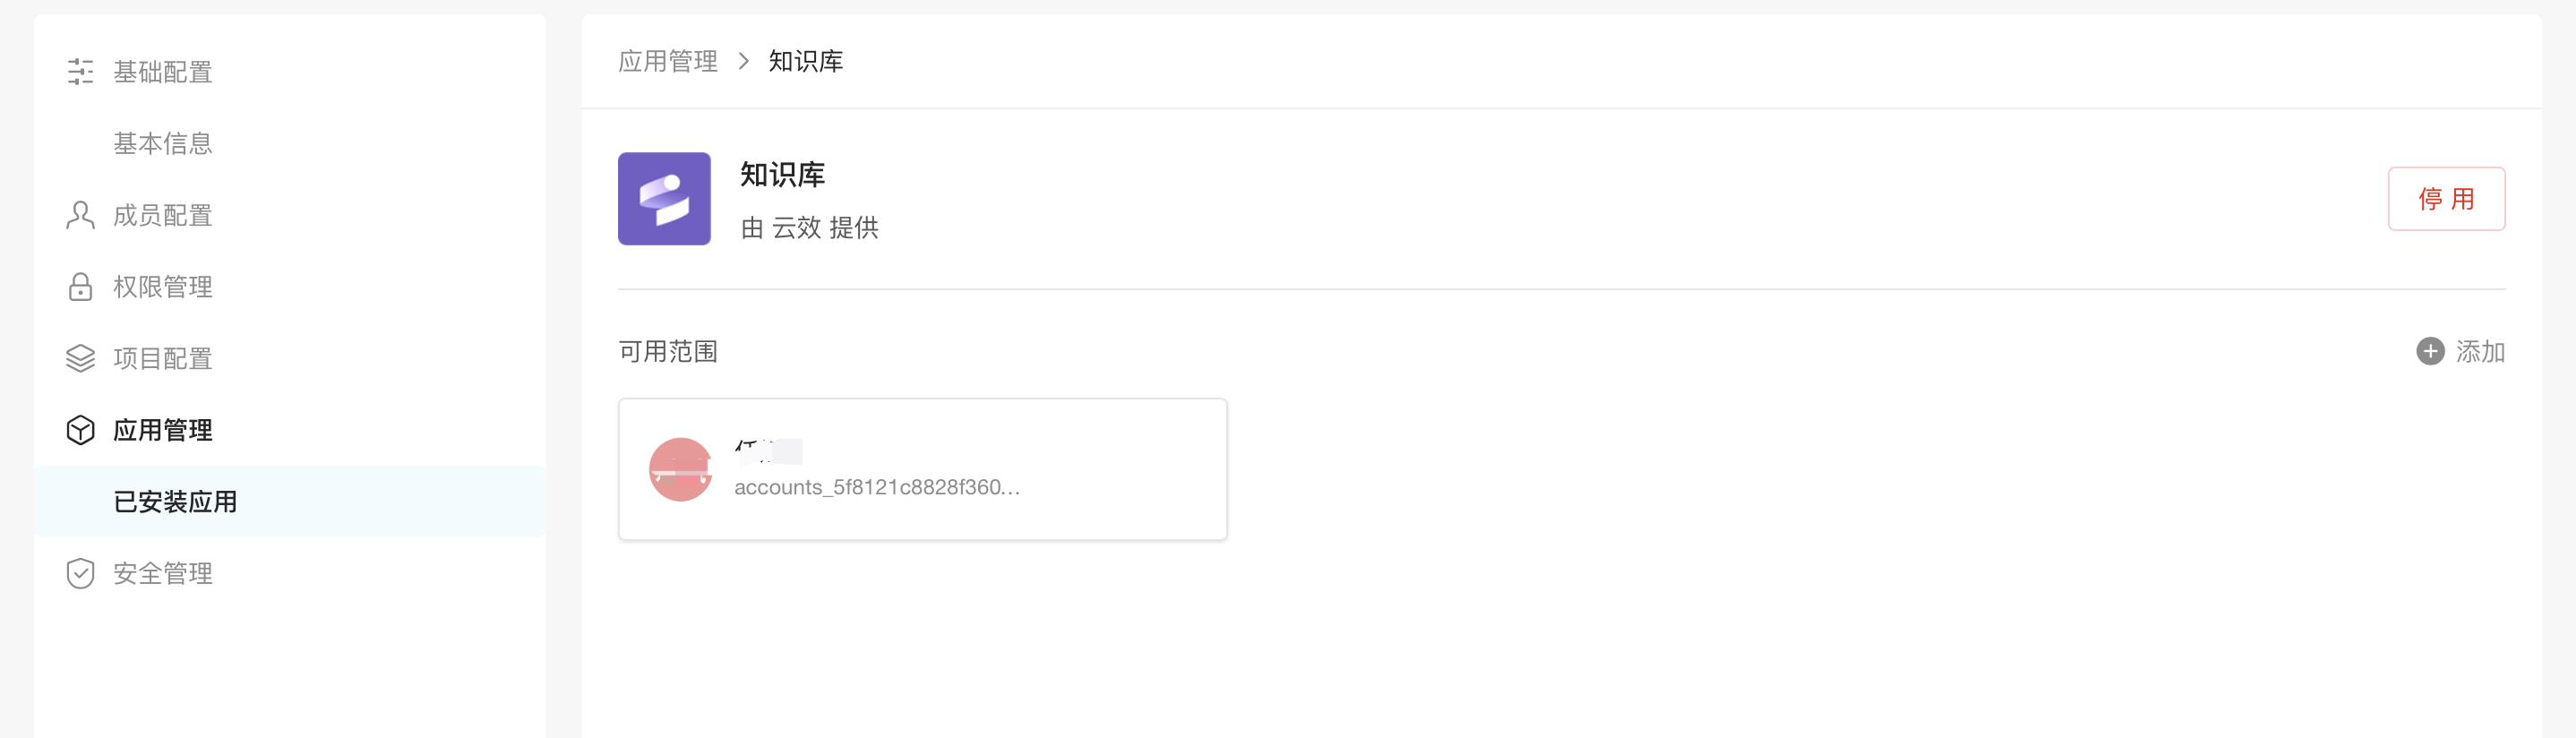 基础配置
基本信息
成员配置
权限管理
项目配置
应用管理
已安装应用
安全管理
应用管理 > 知识库
知识库
由 云效 提供
停 用
可用范围
添加
accounts_5f8121c8828f360...